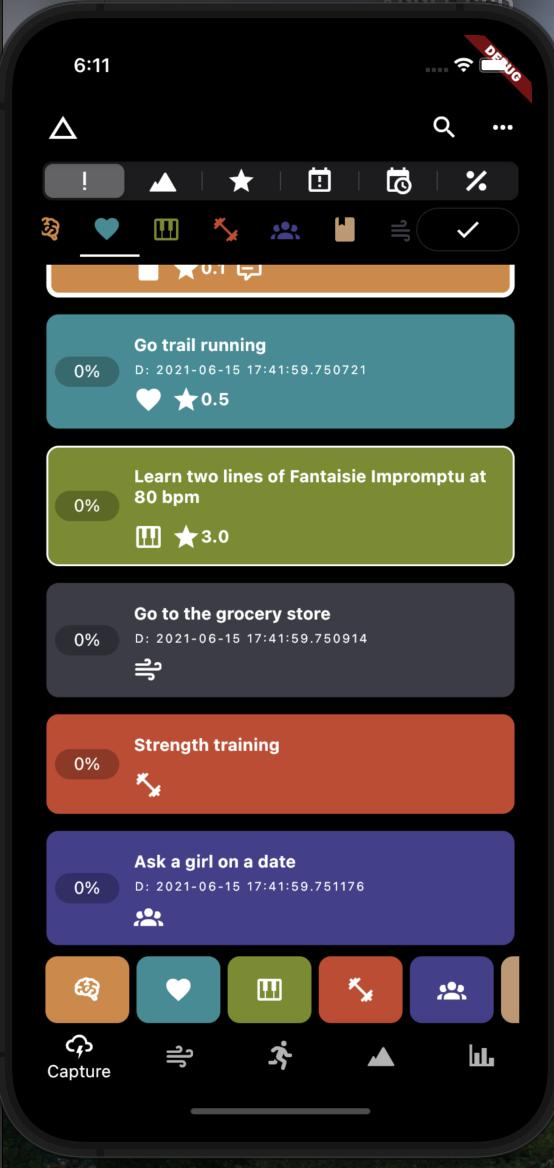 6:11
DEBUG
0.1
Go trail running
0%
D: 2021-06-15 17:41:59.750721
0.5
Learn two lines of Fantaisie Impromptu at
80 bpm
0%
3.0
Go to the grocery store
0%
D: 2021-06-15 17:41:59.750914
Strength training
0%
Ask a girl on a date
0%
D: 2021-06-15 17:41:59.751176
Capture